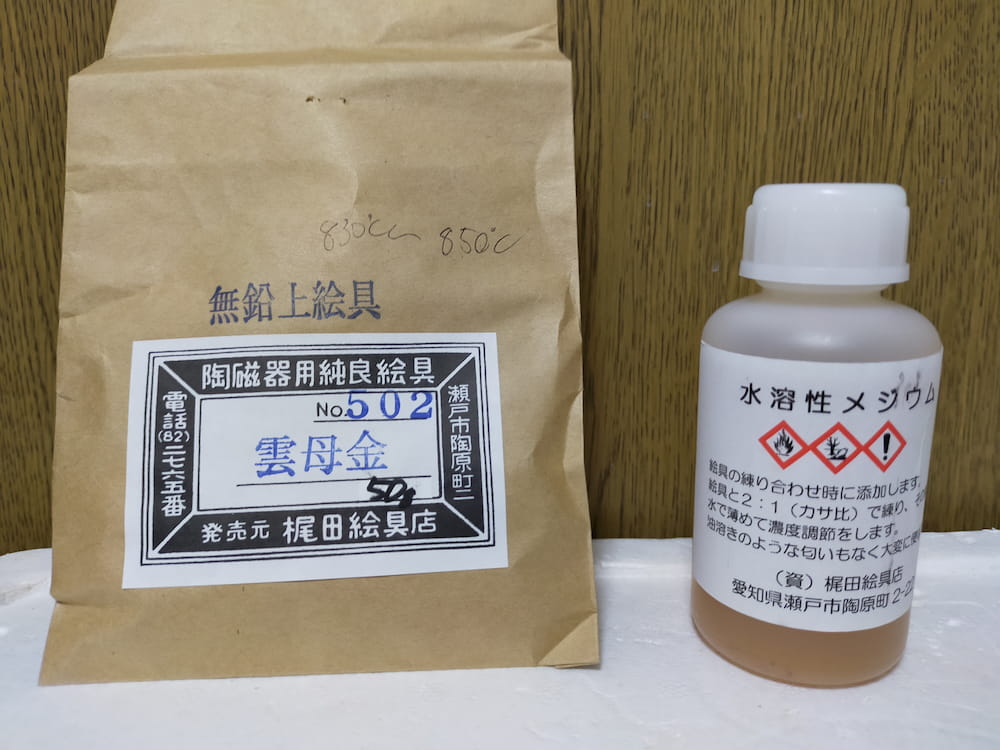 830℃〜 850℃
無鉛上絵具
陶磁器用純良絵具
No.502
雲母金
50g
瀬戸市陶原町二
電話(82)二七六五番
発売元 梶田絵具店
水溶性メジウム
絵具の練り合わせ時に添加します。
絵具と2:1(カサ比)で練り、
水で薄めて濃度調節をします。
油溶きのような匂いもなく大変に
(資)梶田絵具店
愛知県瀬戸市陶原町2-22